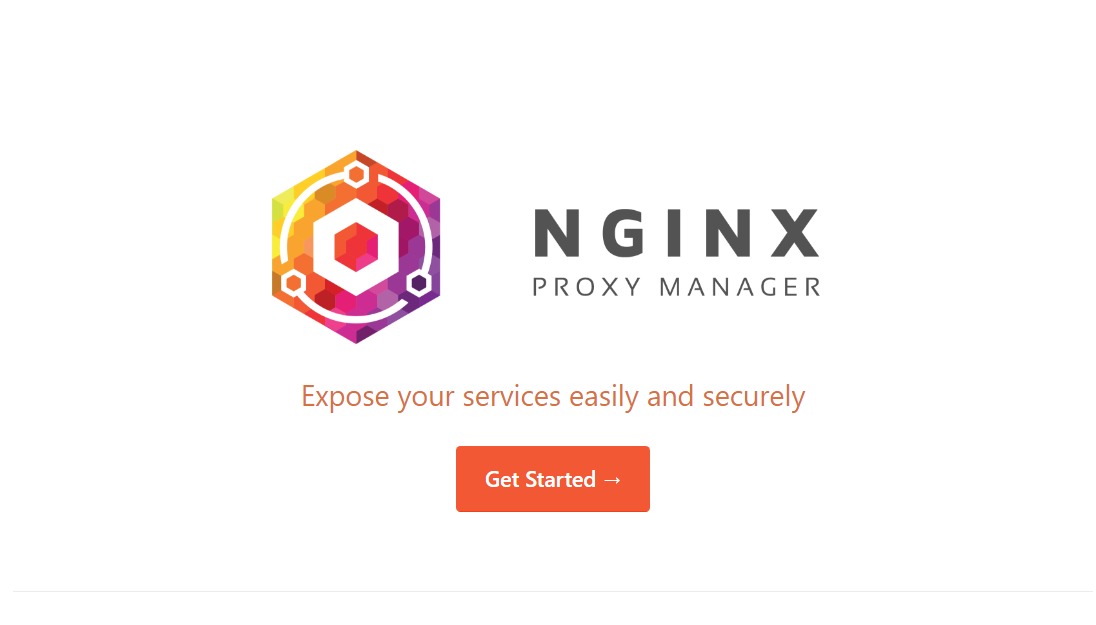 NGINX
PROXY MANAGER
Expose your services easily and securely
Get Started →